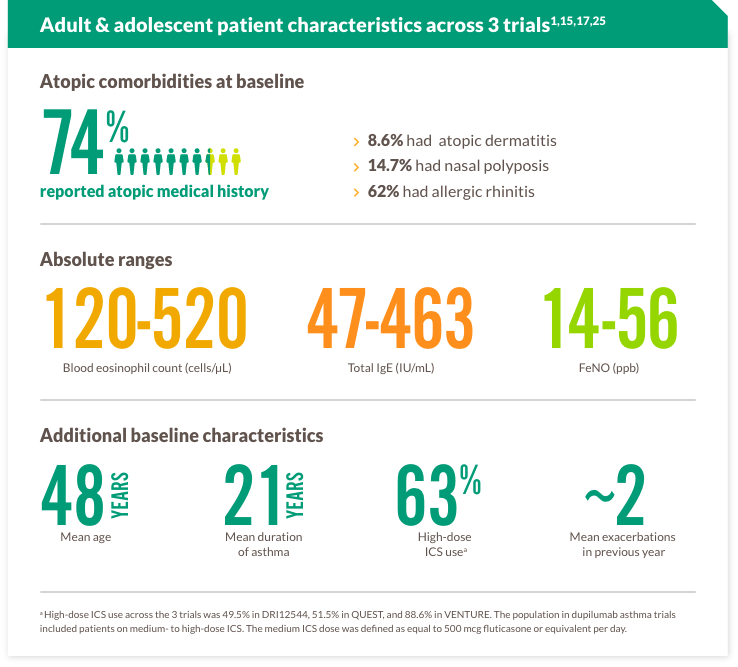 Adult & adolescent patient characteristics across 3 trials1,15,17,25
Atopic comorbidities at baseline
74%
reported atopic medical history
› 8.6% had atopic dermatitis
› 14.7% had nasal polyposis
› 62% had allergic rhinitis
Absolute ranges
120-520
Blood eosinophil count (cells/µL)
47-463
Total IgE (IU/mL)
14-56
FeNO (ppb)
Additional baseline characteristics
48 YEARS
Mean age
21 YEARS
Mean duration
of asthma
63%
High-dose
ICS useª
~2
Mean exacerbations
in previous year
ªHigh-dose ICS use across the 3 trials was 49.5% in DRI12544, 51.5% in QUEST, and 88.6% in VENTURE. The population in dupilumab asthma trials
included patients on medium- to high-dose ICS. The medium ICS dose was defined as equal to 500 mcg fluticasone or equivalent per day.